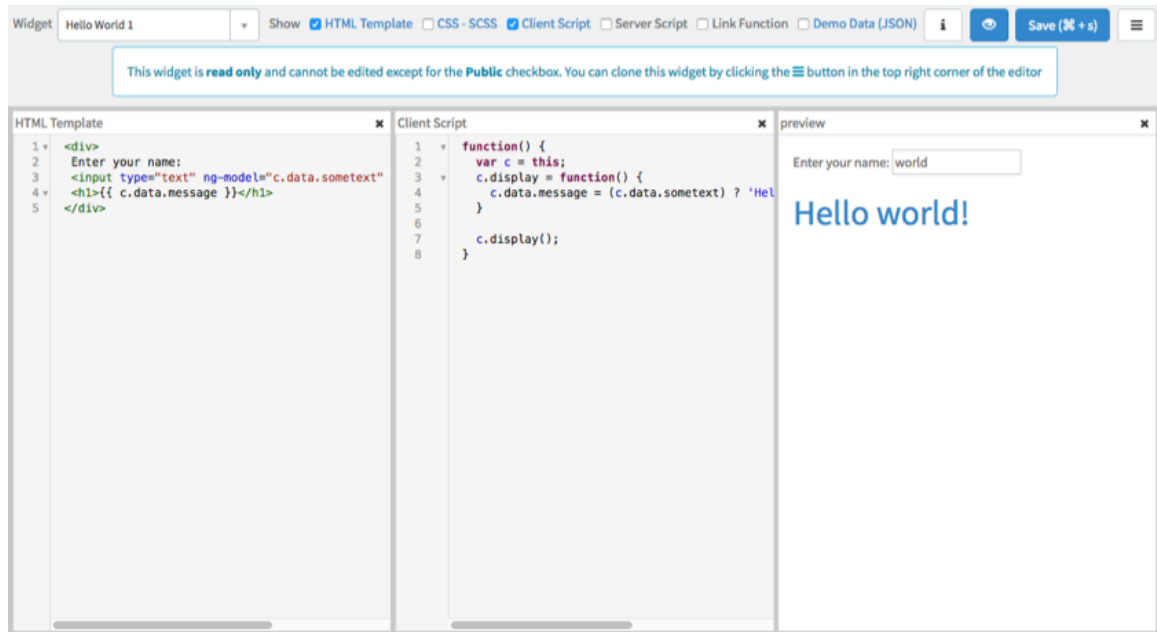 Widget Hello World 1 Show HTML Template CSS - SCSS Client Script Server Script Link Function Demo Data (JSON) i Save (⌘ + s)
This widget is read only and cannot be edited except for the Public checkbox. You can clone this widget by clicking the ☰ button in the top right corner of the editor
HTML Template
1 <div>
2 Enter your name:
3 <input type="text" ng-model="c.data.sometext"
4 <h1>{{ c.data.message }}</h1>
5 </div>
Client Script
1 function() {
2 var c = this;
3 c.display = function() {
4 c.data.message = (c.data.sometext) ? 'Hel
5 }
6
7 c.display();
8 }
preview
Enter your name: world
Hello world!